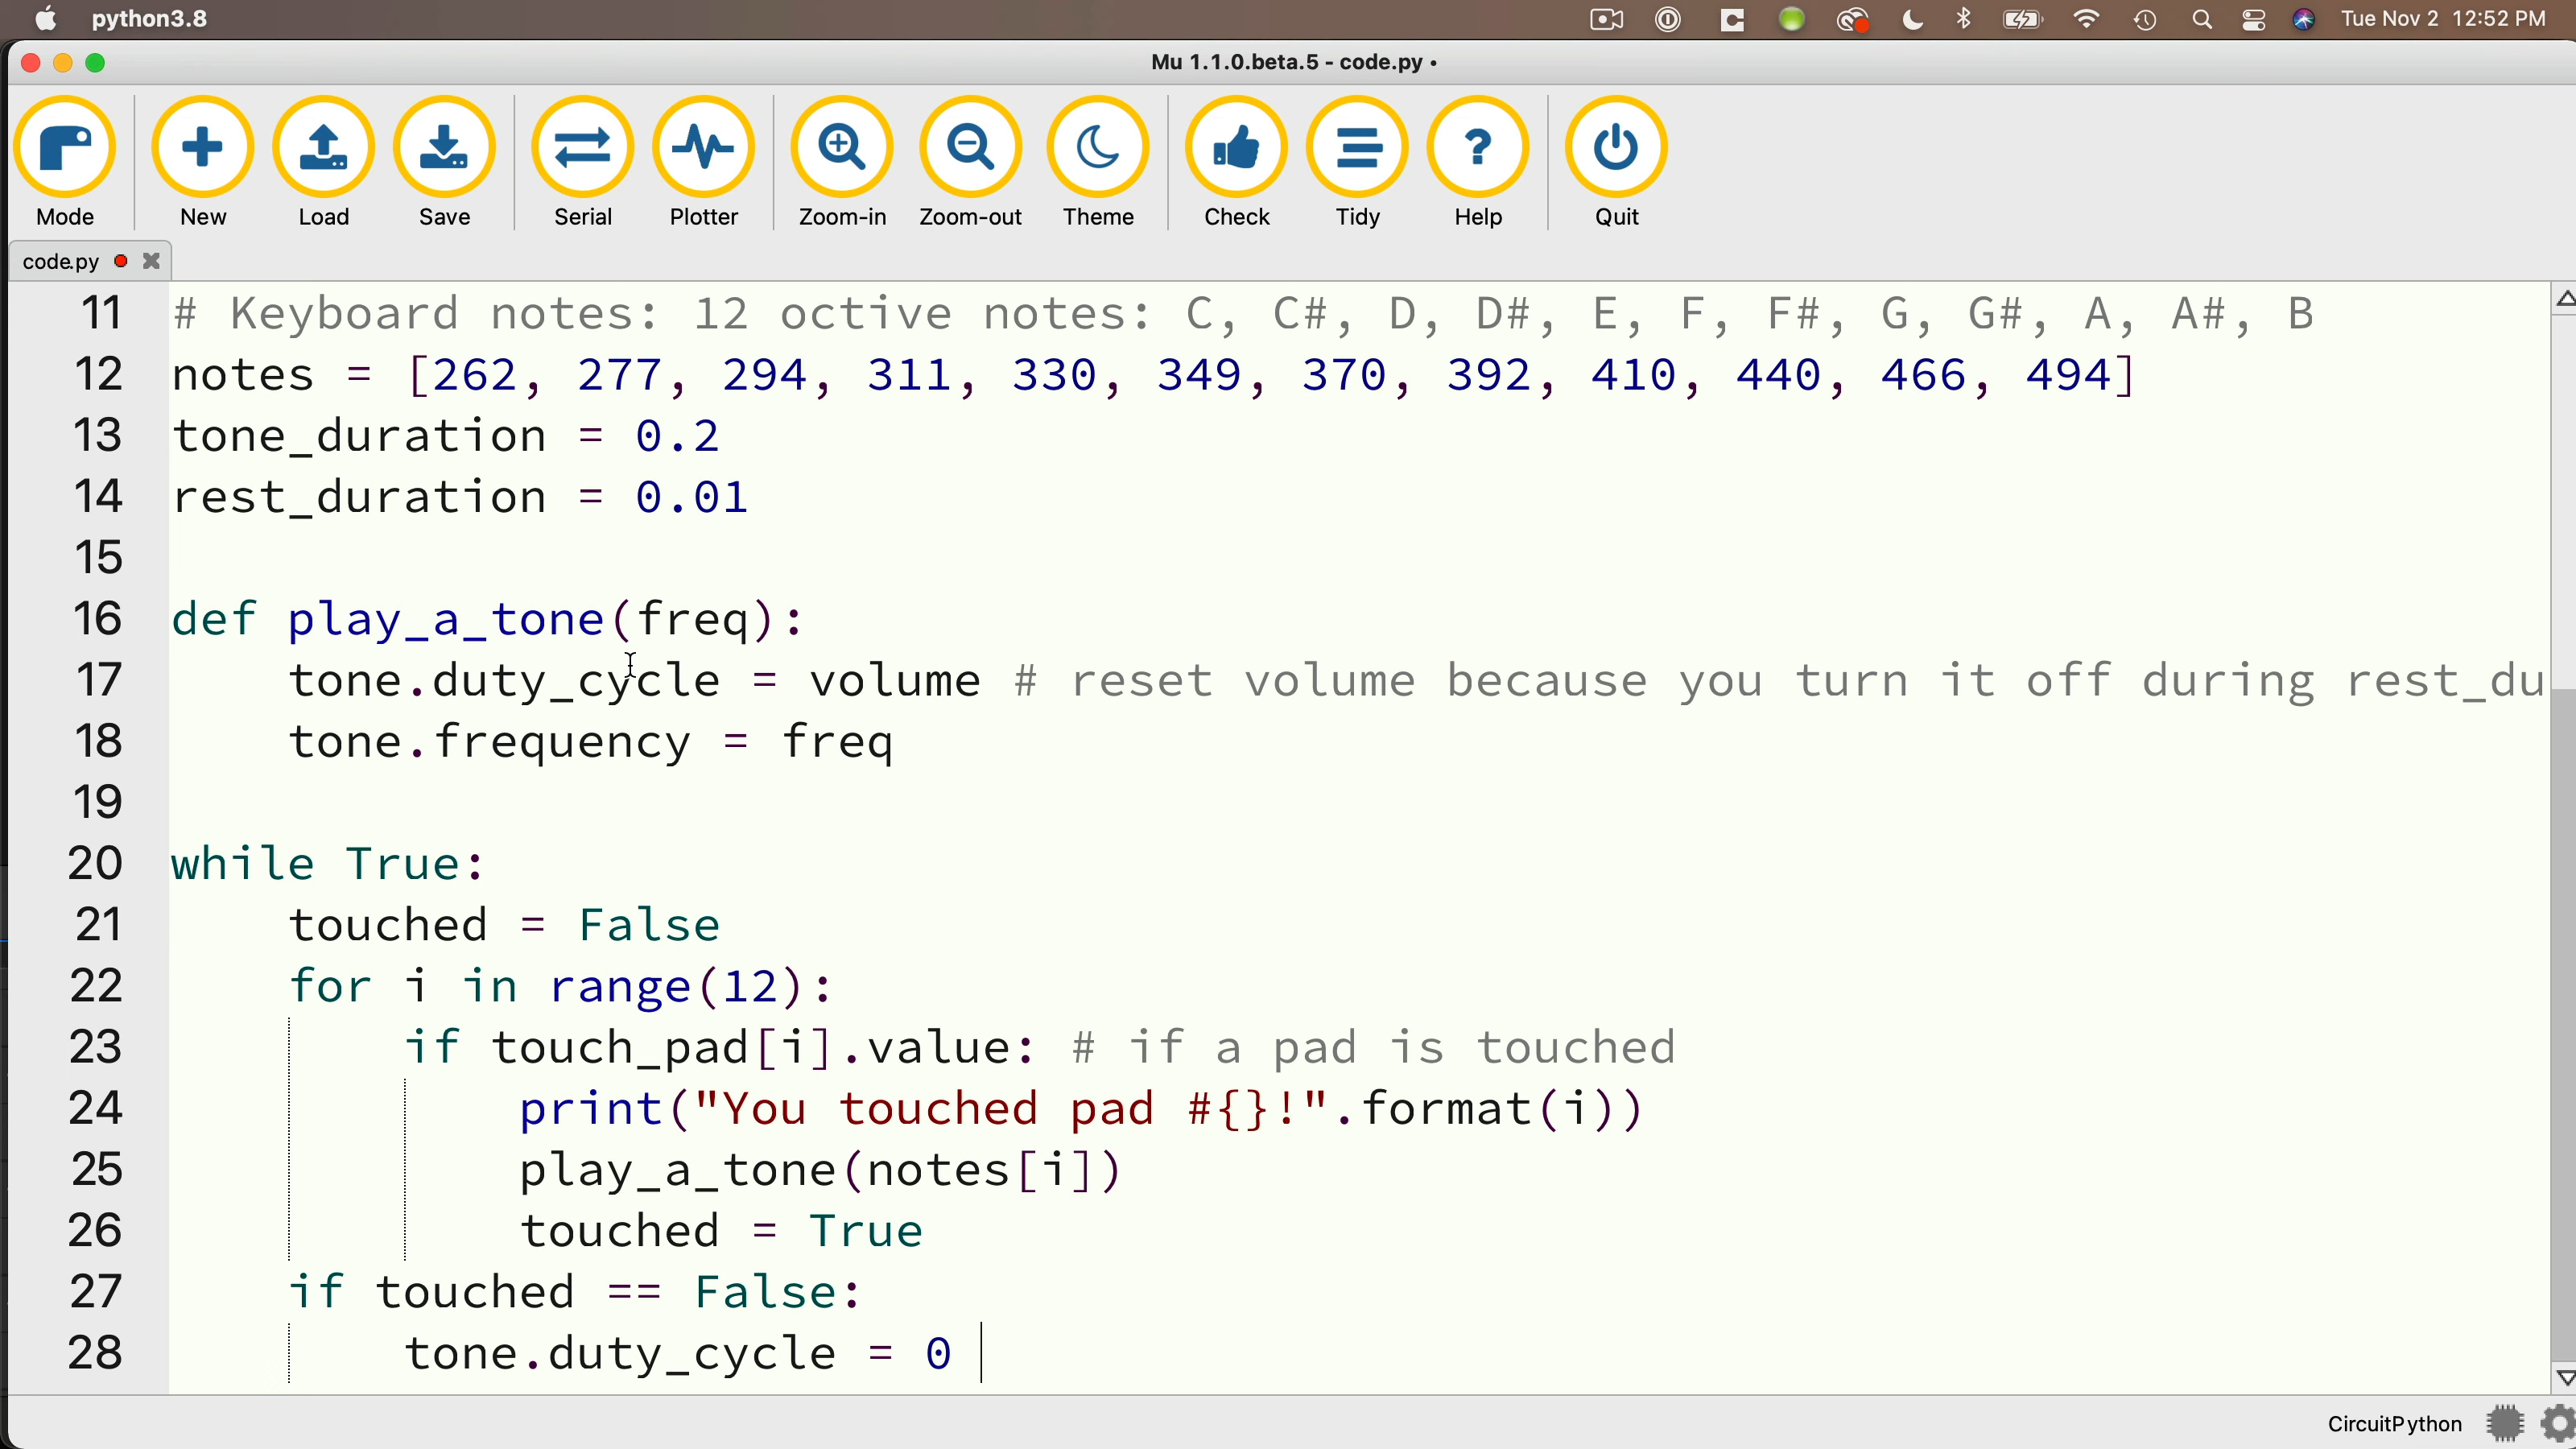 python3.8
Tue Nov 2 12:52 PM
Mu 1.1.0.beta.5 - code.py •
Mode New Load Save Serial Plotter Zoom-in Zoom-out Theme Check Tidy Help Quit
code.py
11 # Keyboard notes: 12 octive notes: C, C#, D, D#, E, F, F#, G, G#, A, A#, B
12 notes = [262, 277, 294, 311, 330, 349, 370, 392, 410, 440, 466, 494]
13 tone_duration = 0.2
14 rest_duration = 0.01
15
16 def play_a_tone(freq):
17     tone.duty_cycle = volume # reset volume because you turn it off during rest_du
18     tone.frequency = freq
19
20 while True:
21     touched = False
22     for i in range(12):
23         if touch_pad[i].value: # if a pad is touched
24             print("You touched pad #{}!".format(i))
25             play_a_tone(notes[i])
26             touched = True
27     if touched == False:
28         tone.duty_cycle = 0
CircuitPython